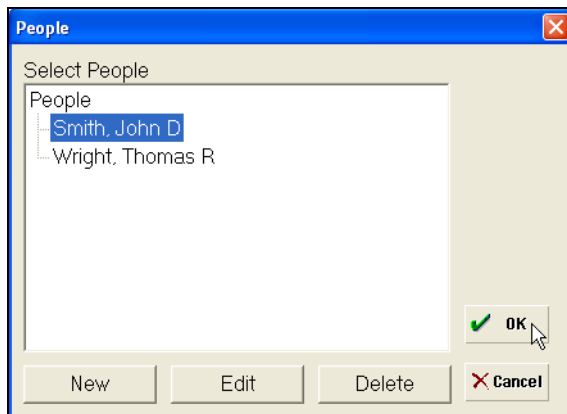 People
Select People
People
Smith, John D
Wright, Thomas R
OK
New Edit Delete Cancel